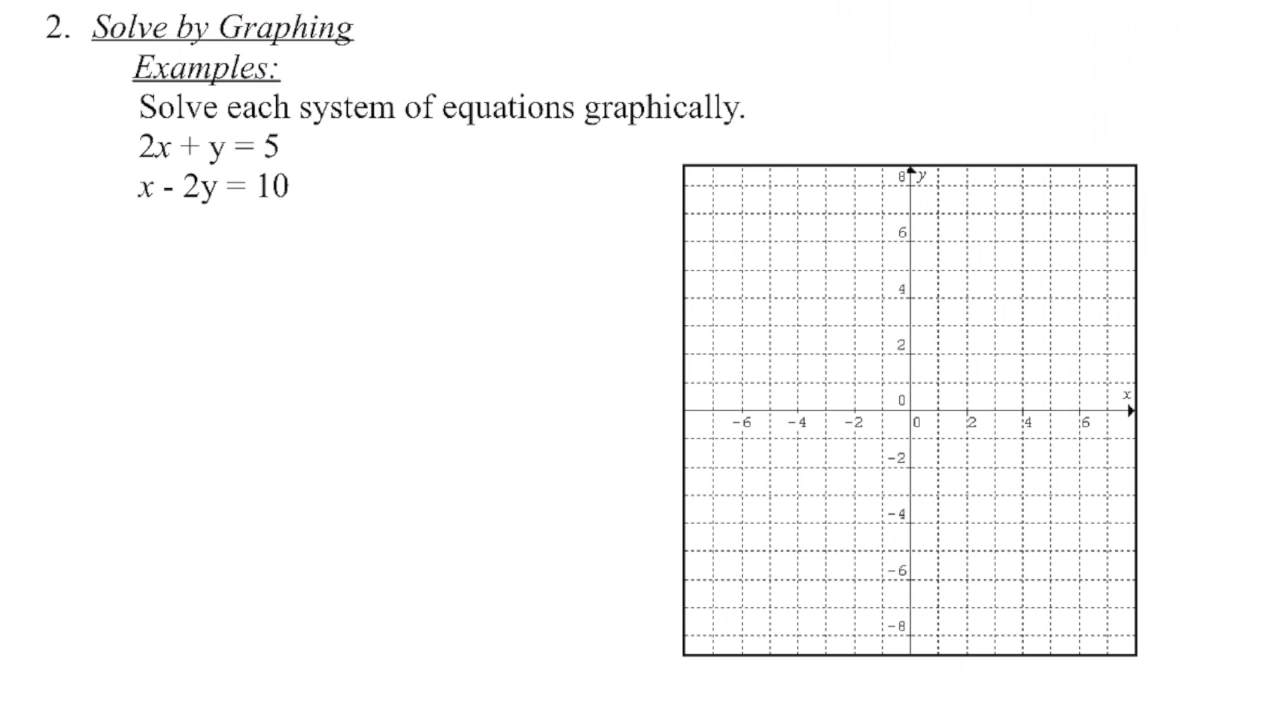 2. Solve by Graphing
Examples:
Solve each system of equations graphically.
2x + y = 5
x - 2y = 10
8 y
6
4
2
0
x
-6 -4 -2 0 2 4 6
-2
-4
-6
-8